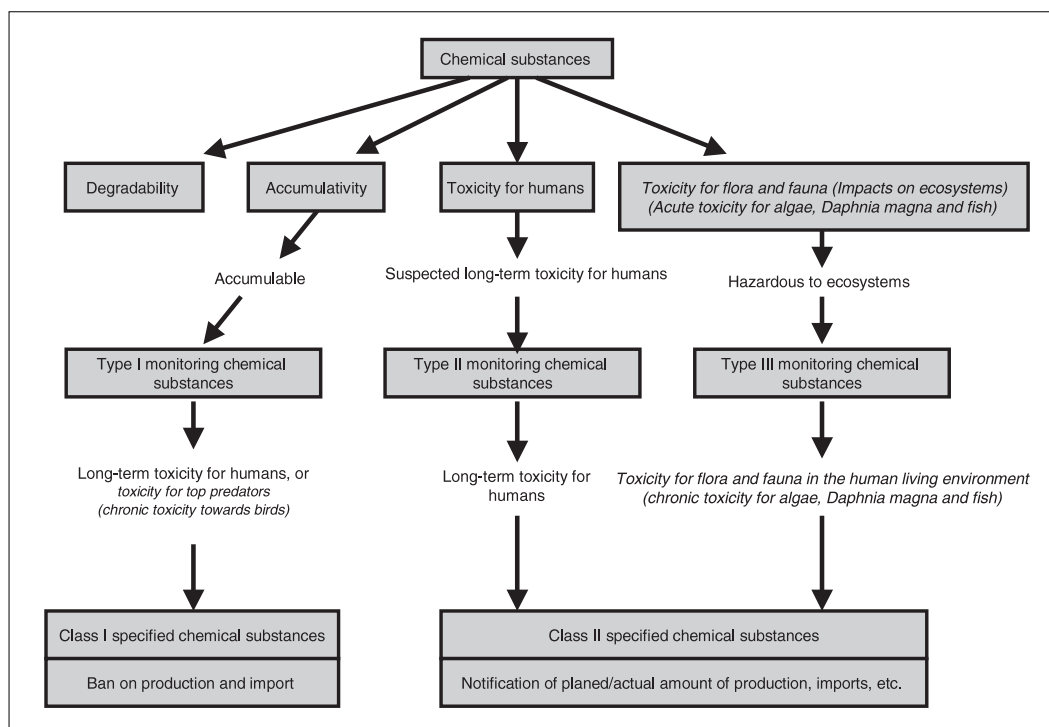 Chemical substances
Degradability
Accumulativity
Toxicity for humans
Toxicity for flora and fauna (Impacts on ecosystems)
(Acute toxicity for algae, Daphnia magna and fish)
Accumulable
Suspected long-term toxicity for humans
Hazardous to ecosystems
Type I monitoring chemical
substances
Type II monitoring chemical
substances
Type III monitoring chemical
substances
Long-term toxicity for humans, or
toxicity for top predators
(chronic toxicity towards birds)
Long-term toxicity for
humans
Toxicity for flora and fauna in the human living environment
(chronic toxicity for algae, Daphnia magna and fish)
Class I specified chemical substances
Ban on production and import
Class II specified chemical substances
Notification of planed/actual amount of production, imports, etc.